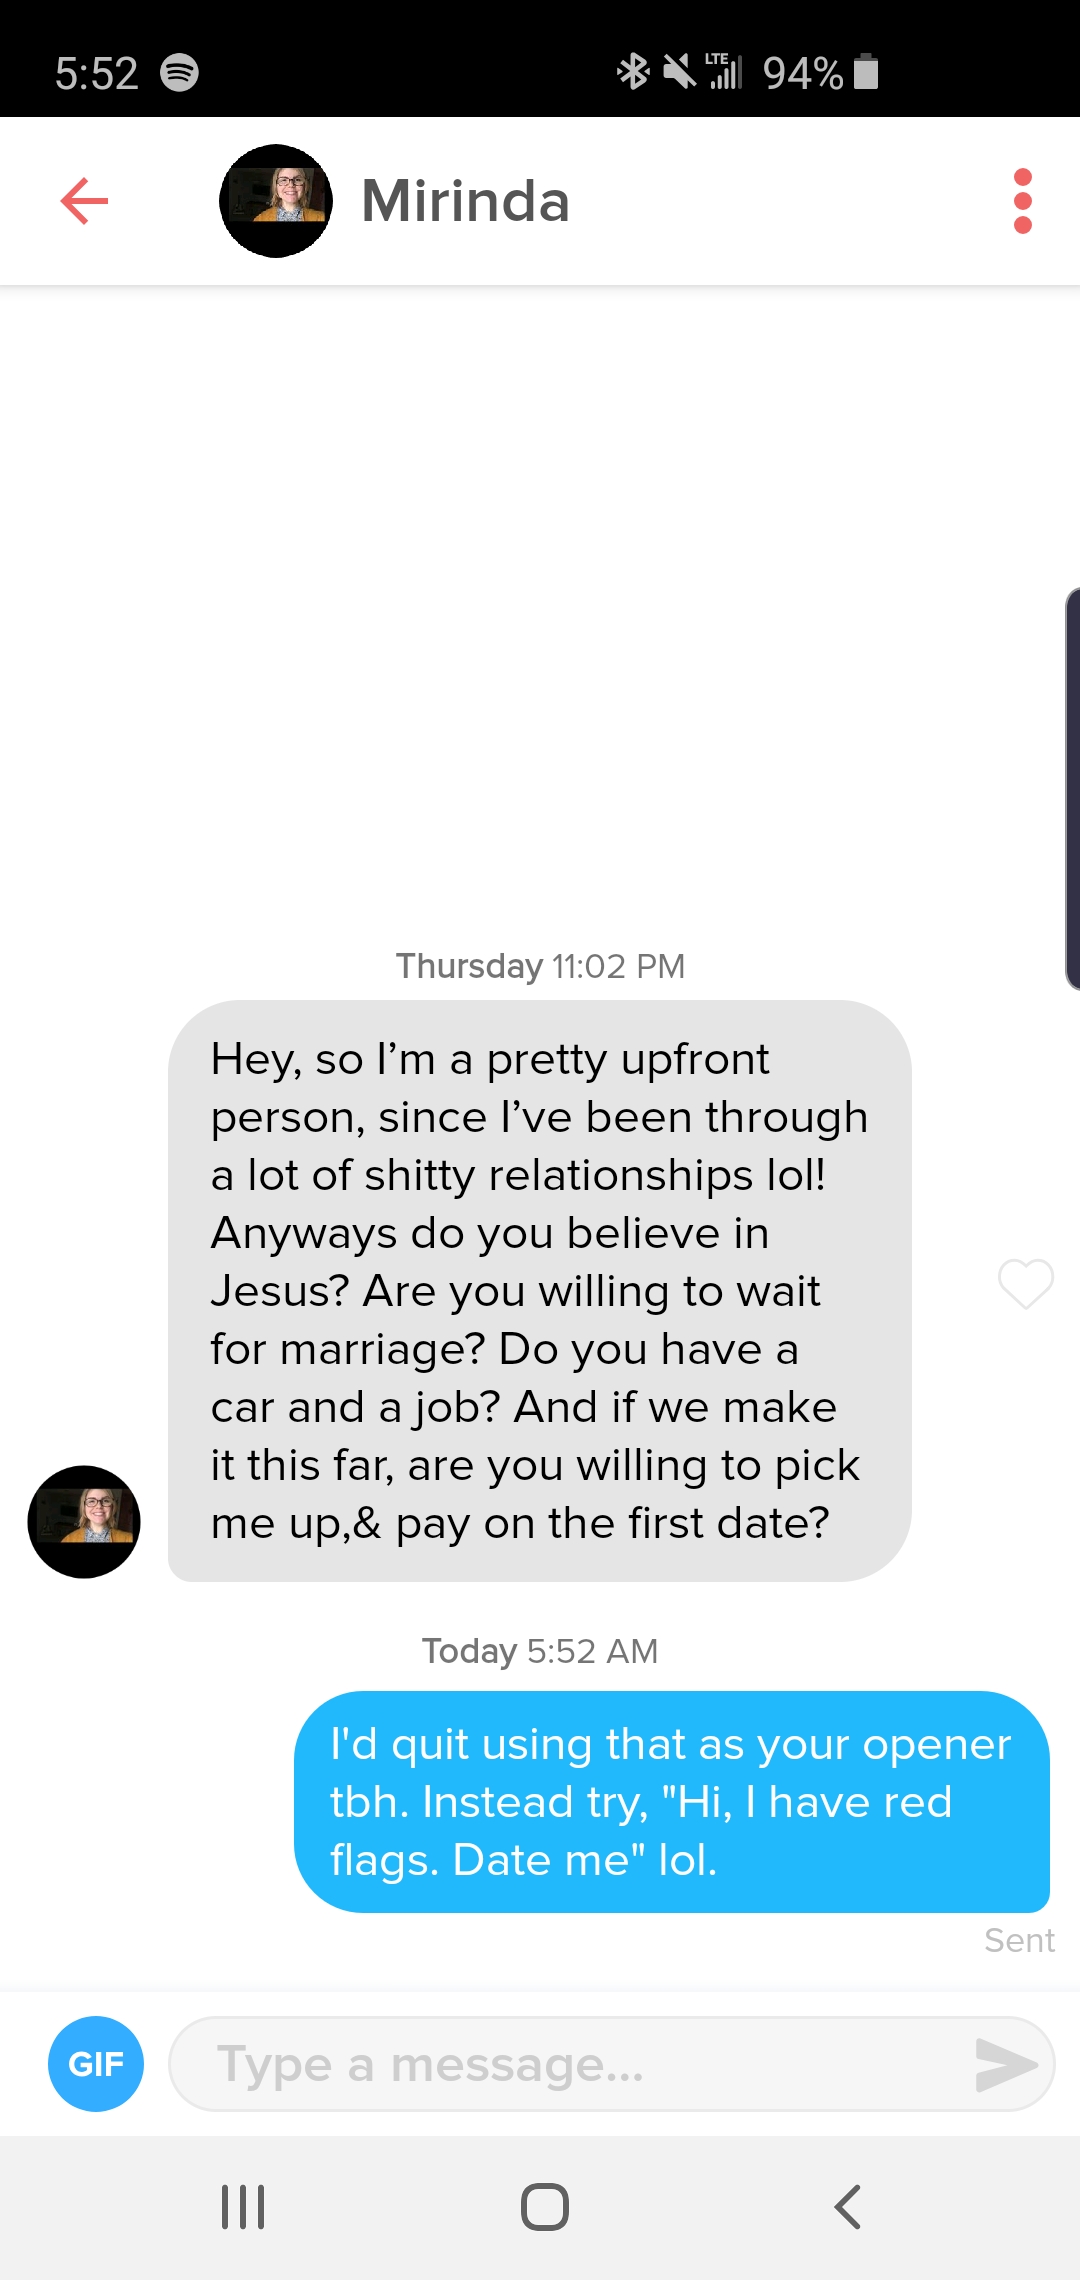 5:52
LTE
94%
Mirinda
Thursday 11:02 PM
Hey, so I’m a pretty upfront
person, since I’ve been through
a lot of shitty relationships lol!
Anyways do you believe in
Jesus? Are you willing to wait
for marriage? Do you have a
car and a job? And if we make
it this far, are you willing to pick
me up,& pay on the first date?
Today 5:52 AM
I'd quit using that as your opener
tbh. Instead try, "Hi, I have red
flags. Date me" lol.
Sent
GIF
Type a message...